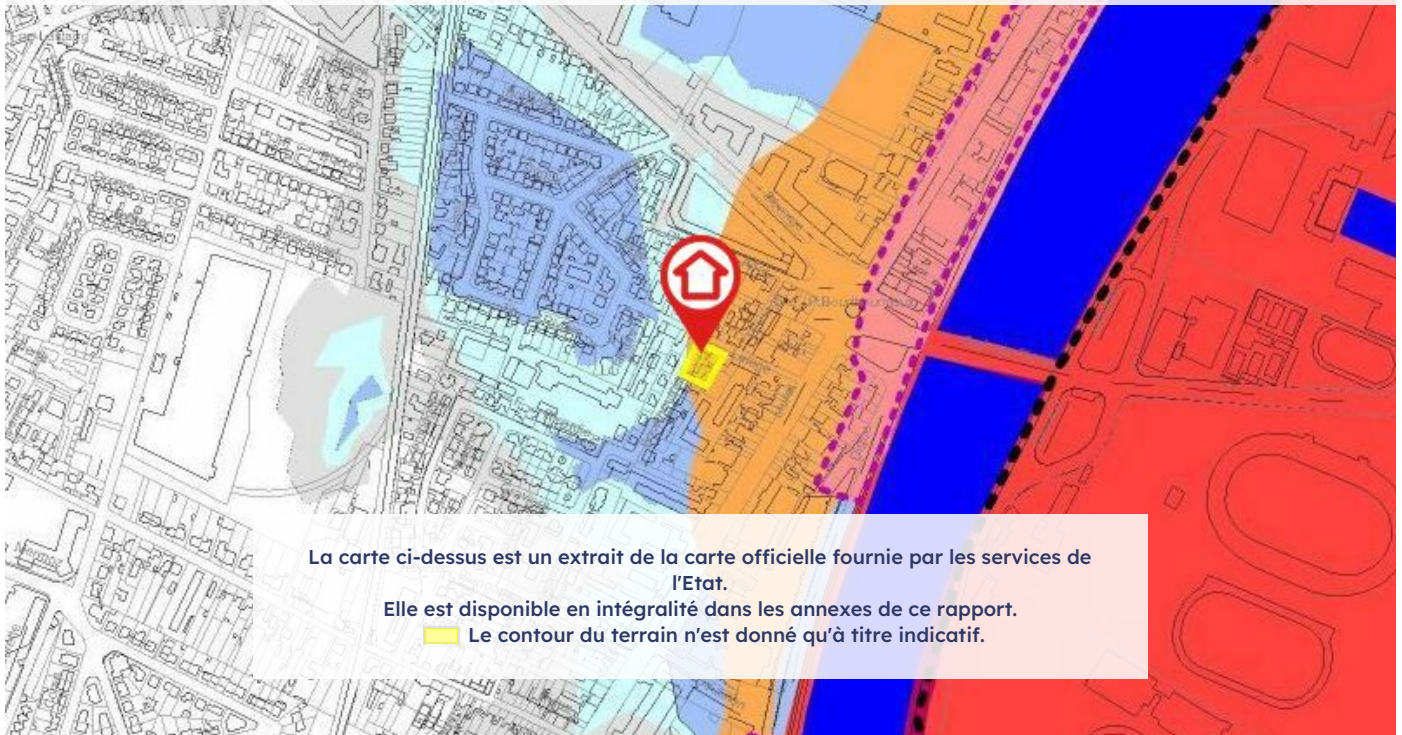 La carte ci-dessus est un extrait de la carte officielle fournie par les services de
l'Etat.
Elle est disponible en intégralité dans les annexes de ce rapport.
Le contour du terrain n'est donné qu'à titre indicatif.